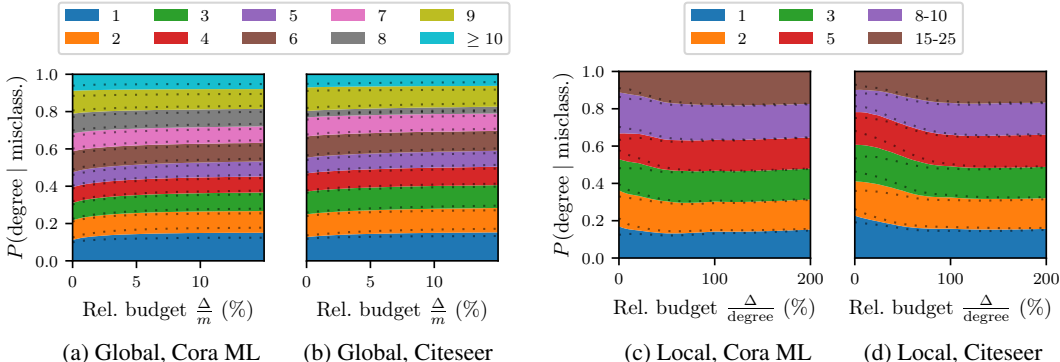 1 3 5 7 9
2 4 6 8 ≥ 10
1 3 8-10
2 5 15-25
P(degree | misclass.)
1.0
0.8
0.6
0.4
0.2
0.0
0 5 10
Rel. budget Δ/m (%)
(a) Global, Cora ML
0 5 10
Rel. budget Δ/m (%)
(b) Global, Citeseer
P(degree | misclass.)
1.0
0.8
0.6
0.4
0.2
0.0
0 100 200
Rel. budget Δ/degree (%)
(c) Local, Cora ML
0 100 200
Rel. budget Δ/degree (%)
(d) Local, Citeseer